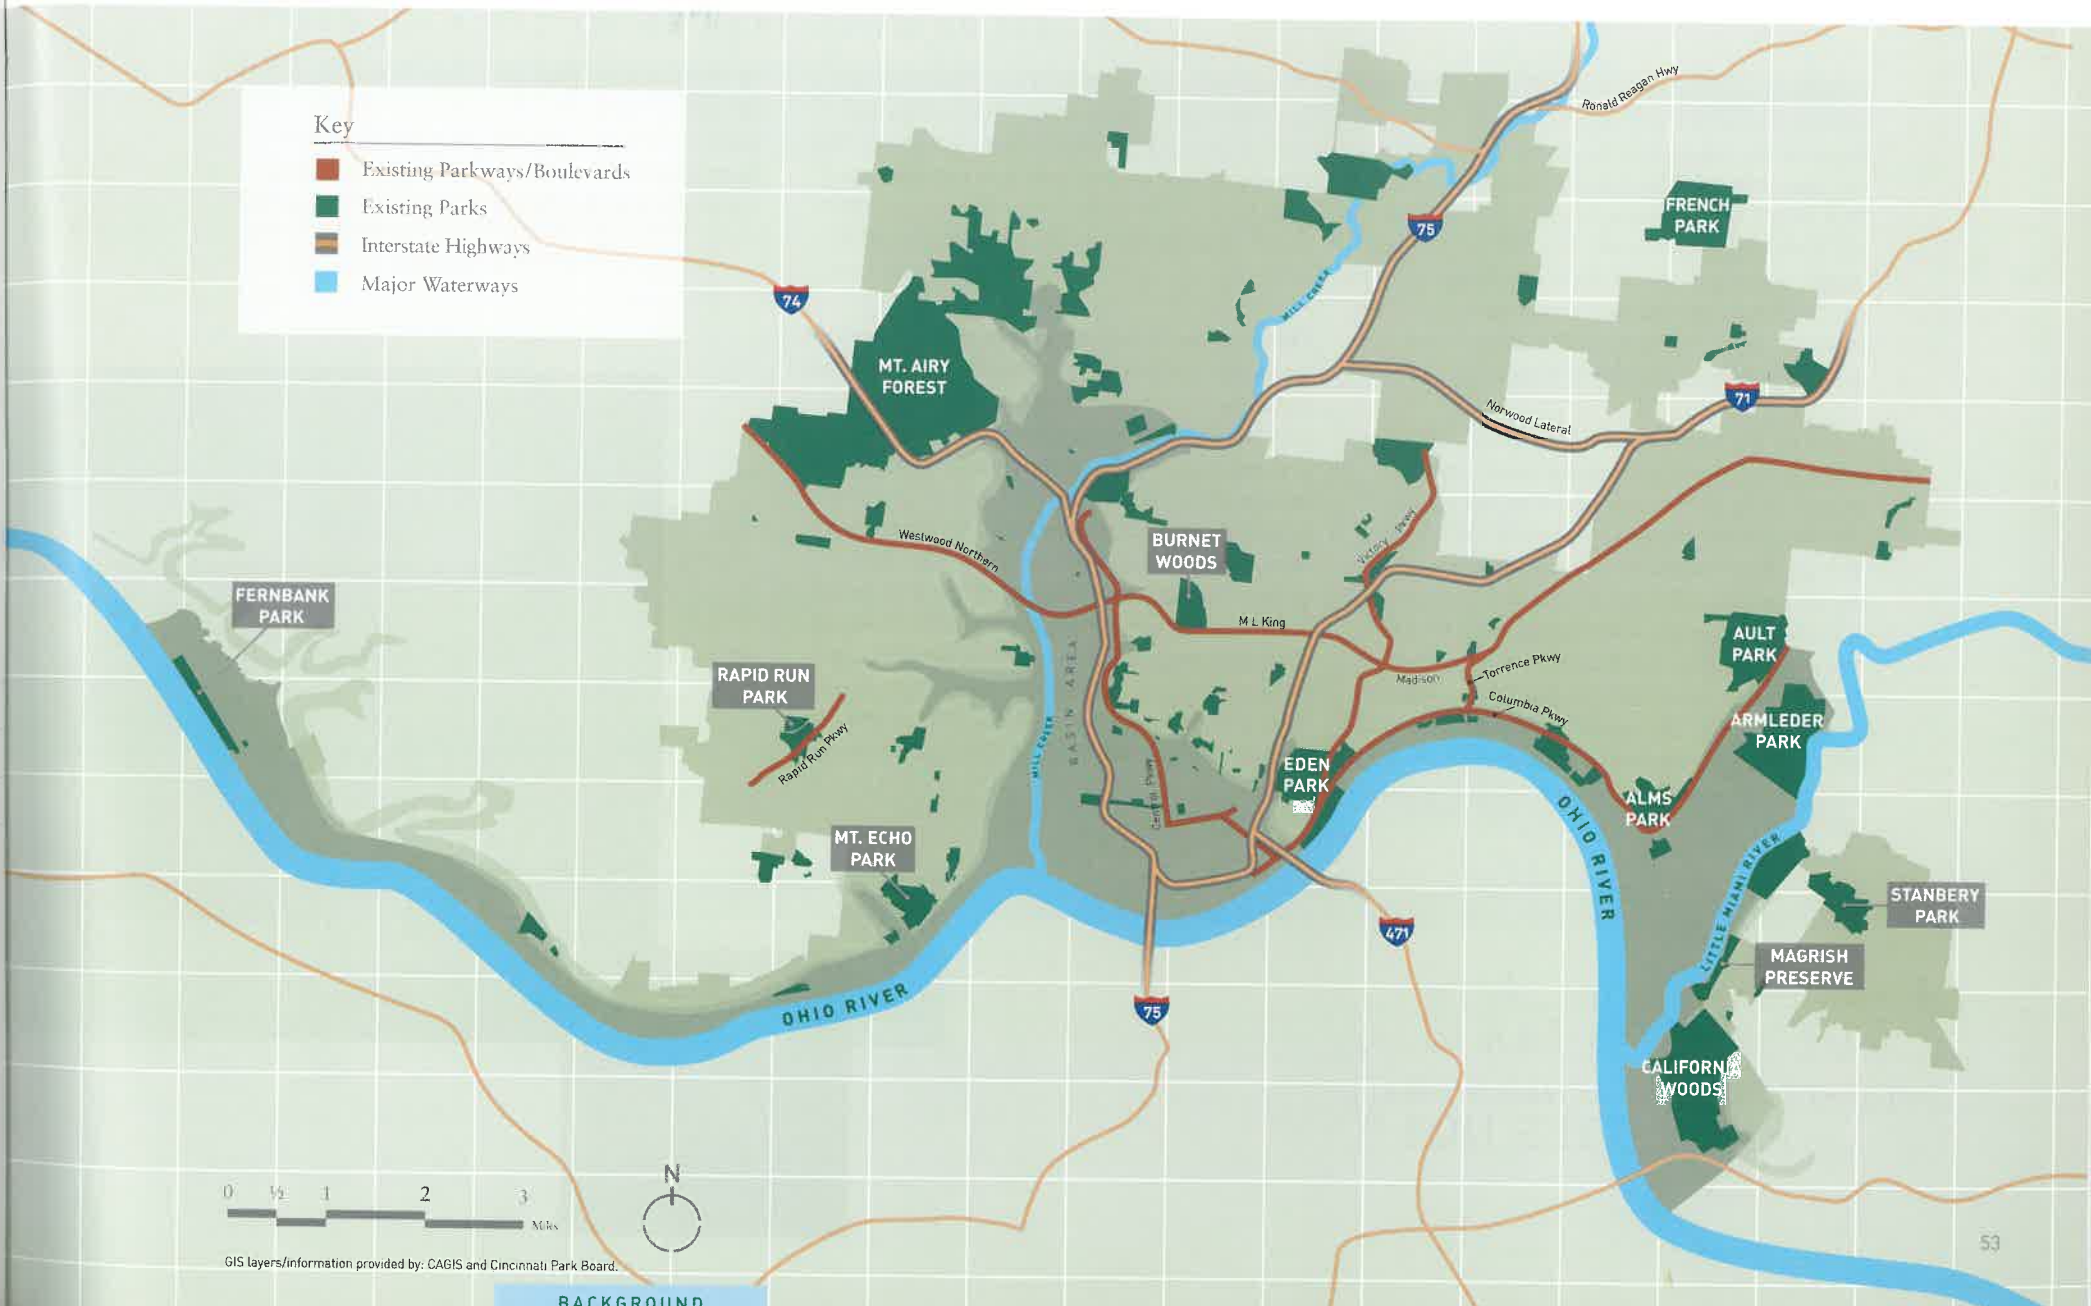 Key
Existing Parkways/Boulevards
Existing Parks
Interstate Highways
Major Waterways
Ronald Reagan Hwy
FRENCH
PARK
75
MILL CREEK
74
MT. AIRY
FOREST
71
Norwood Lateral
Westwood Northern
BURNET
WOODS
Victory Pkwy
FERNBANK
PARK
M L King
AULT
PARK
RAPID RUN
PARK
Rapid Run Pkwy
BASIN AREA
MILL CREEK
Madison
Torrence Pkwy
Columbia Pkwy
ARMLEDER
PARK
EDEN
PARK
Central Pkwy
ALMS
PARK
MT. ECHO
PARK
OHIO RIVER
LITTLE MIAMI RIVER
STANBERY
PARK
471
MAGRISH
PRESERVE
OHIO RIVER
75
CALIFORNIA
WOODS
N
0 ½ 1 2 3
Miles
53
GIS layers/information provided by: CAGIS and Cincinnati Park Board.
BACKGROUND